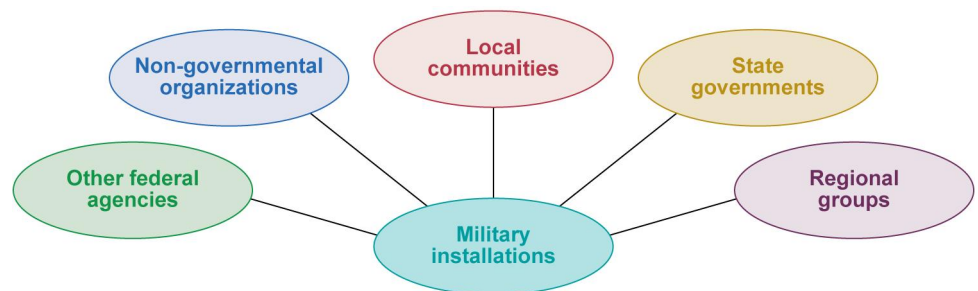 Local
communities
Non-governmental
organizations
State
governments
Other federal
agencies
Regional
groups
Military
installations